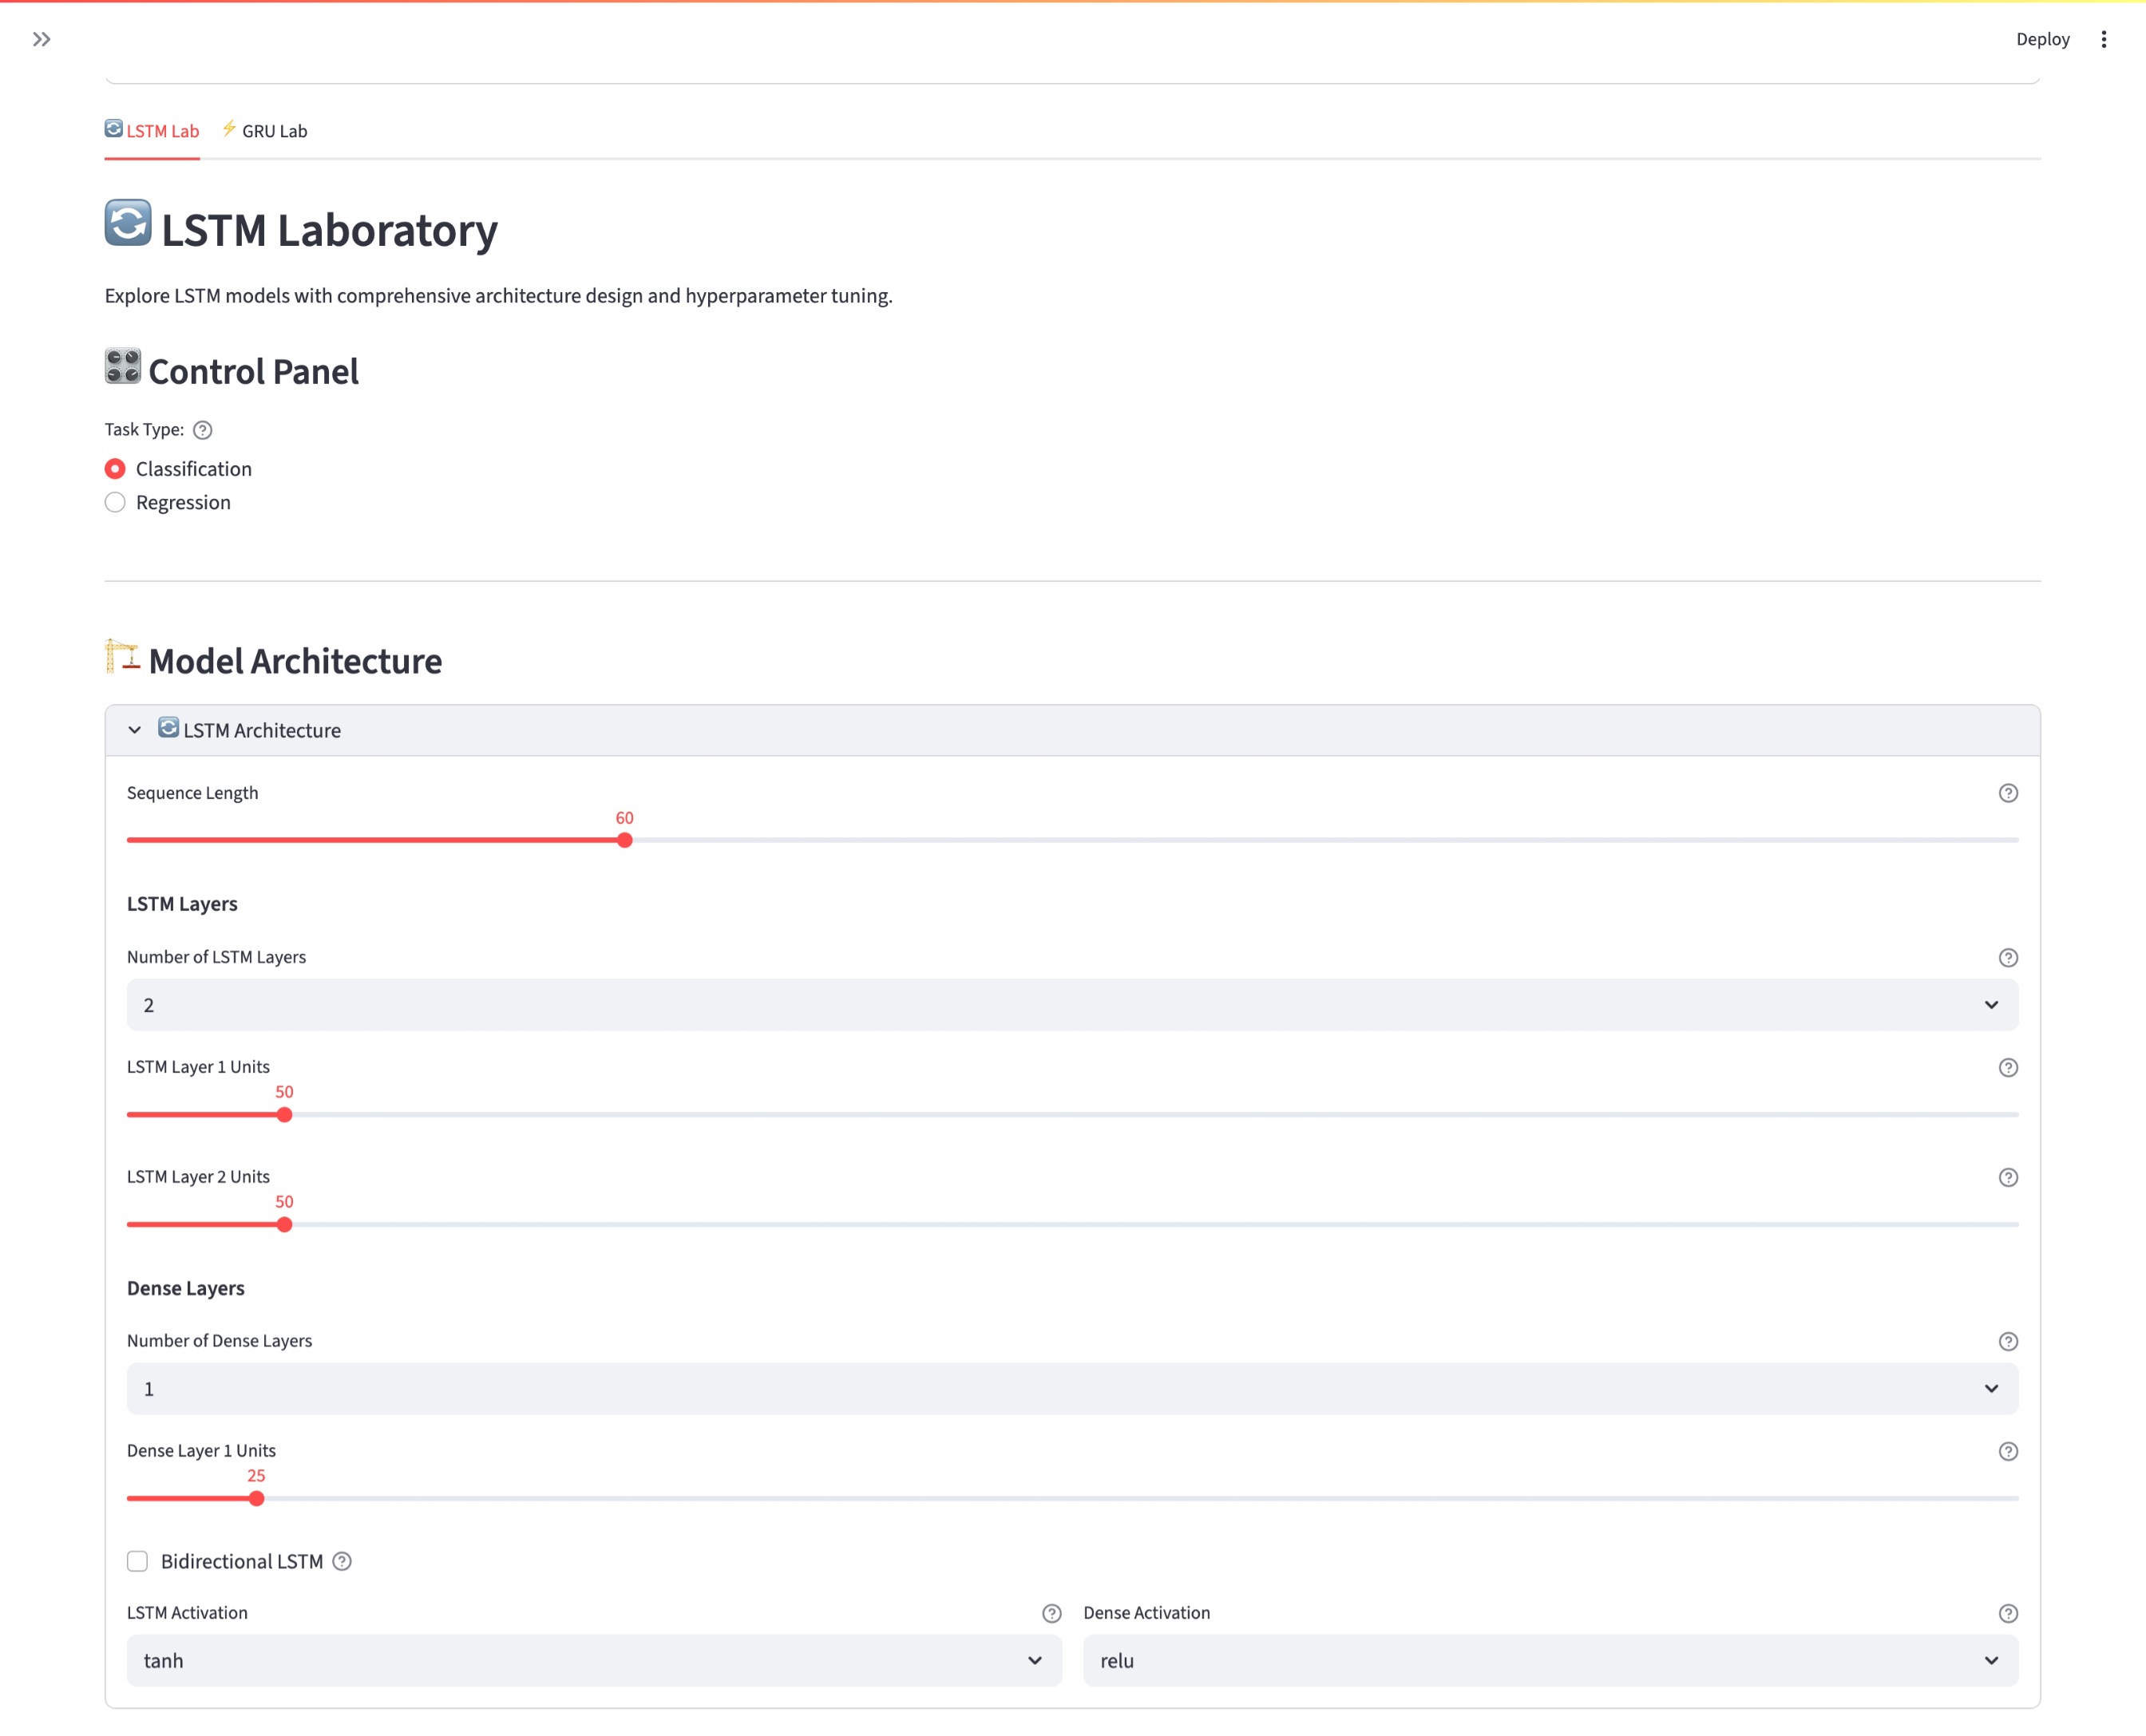 Deploy
LSTM Lab GRU Lab
LSTM Laboratory
Explore LSTM models with comprehensive architecture design and hyperparameter tuning.
Control Panel
Task Type:
Classification
Regression
Model Architecture
LSTM Architecture
Sequence Length
60
LSTM Layers
Number of LSTM Layers
2
LSTM Layer 1 Units
50
LSTM Layer 2 Units
50
Dense Layers
Number of Dense Layers
1
Dense Layer 1 Units
25
Bidirectional LSTM
LSTM Activation Dense Activation
tanh relu